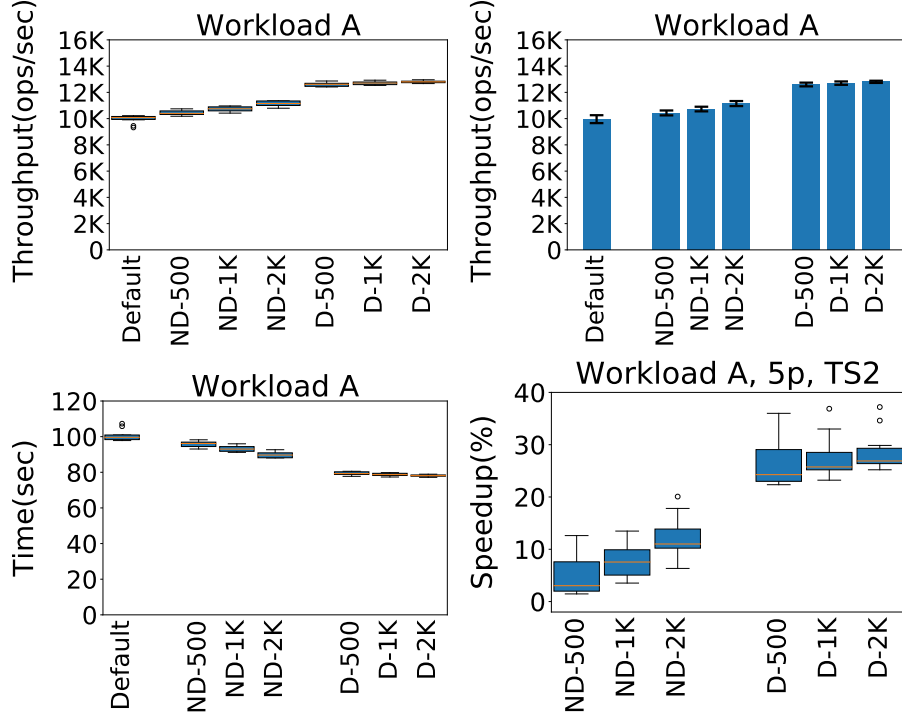 Workload A
Throughput(ops/sec)
16K
14K
12K
10K
8K
6K
4K
2K
0
Default
ND-500
ND-1K
ND-2K
D-500
D-1K
D-2K
Workload A
Throughput(ops/sec)
16K
14K
12K
10K
8K
6K
4K
2K
0
Default
ND-500
ND-1K
ND-2K
D-500
D-1K
D-2K
Workload A
Time(sec)
120
100
80
60
40
20
0
Default
ND-500
ND-1K
ND-2K
D-500
D-1K
D-2K
Workload A, 5p, TS2
Speedup(%)
40
30
20
10
0
ND-500
ND-1K
ND-2K
D-500
D-1K
D-2K